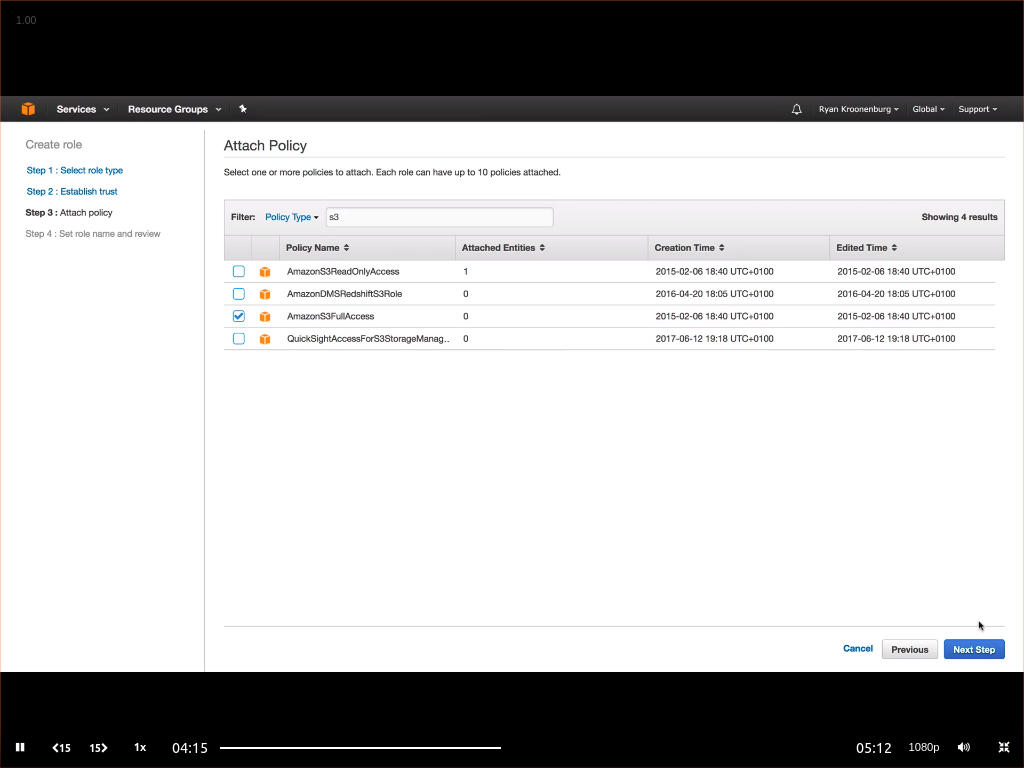 1.00
Services Resource Groups Ryan Kroonenburg Global Support
Create role
Step 1 : Select role type
Step 2 : Establish trust
Step 3 : Attach policy
Step 4 : Set role name and review
Attach Policy
Select one or more policies to attach. Each role can have up to 10 policies attached.
Filter: Policy Type s3 Showing 4 results
Policy Name Attached Entities Creation Time Edited Time
AmazonS3ReadOnlyAccess 1 2015-02-06 18:40 UTC+0100 2015-02-06 18:40 UTC+0100
AmazonDMSRedshiftS3Role 0 2016-04-20 18:05 UTC+0100 2016-04-20 18:05 UTC+0100
AmazonS3FullAccess 0 2015-02-06 18:40 UTC+0100 2015-02-06 18:40 UTC+0100
QuickSightAccessForS3StorageManag.. 0 2017-06-12 19:18 UTC+0100 2017-06-12 19:18 UTC+0100
Cancel Previous Next Step
15 15 1x 04:15 05:12 1080p